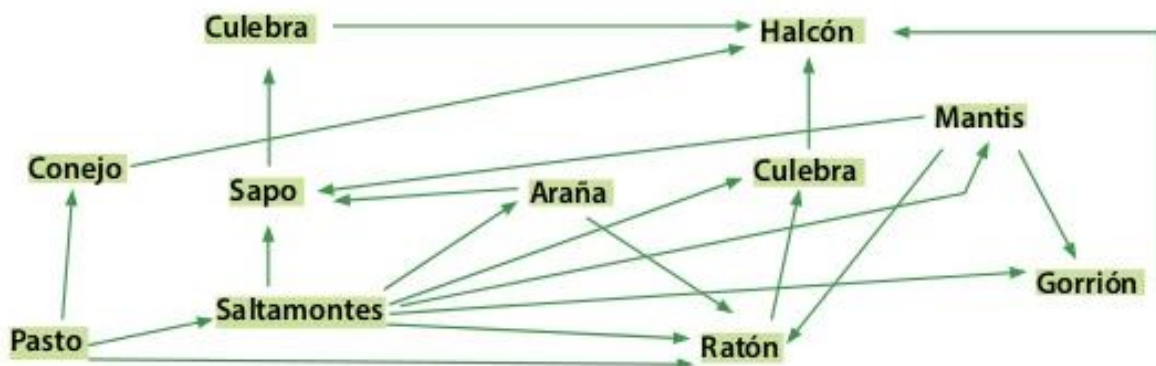 Culebra
Halcón
Mantis
Conejo
Culebra
Sapo
Araña
Gorrión
Saltamontes
Pasto
Ratón